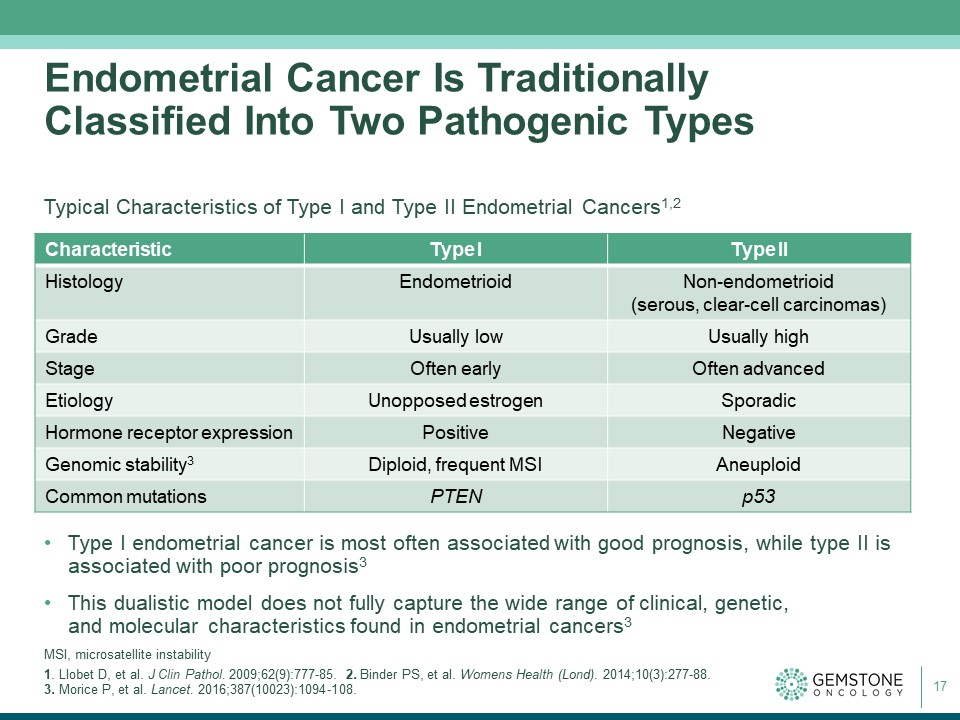 Endometrial Cancer Is Traditionally
Classified Into Two Pathogenic Types
Typical Characteristics of Type I and Type II Endometrial Cancers1,2
Characteristic Type I Type II
Histology Endometrioid Non-endometrioid
(serous, clear-cell carcinomas)
Grade Usually low Usually high
Stage Often early Often advanced
Etiology Unopposed estrogen Sporadic
Hormone receptor expression Positive Negative
Genomic stability3 Diploid, frequent MSI Aneuploid
Common mutations PTEN p53
• Type I endometrial cancer is most often associated with good prognosis, while type II is
associated with poor prognosis3
• This dualistic model does not fully capture the wide range of clinical, genetic,
and molecular characteristics found in endometrial cancers3
MSI, microsatellite instability
1. Llobet D, et al. J Clin Pathol. 2009;62(9):777-85. 2. Binder PS, et al. Womens Health (Lond). 2014;10(3):277-88.
3. Morice P, et al. Lancet. 2016;387(10023):1094-108.
GEMSTONE
ONCOLOGY
17